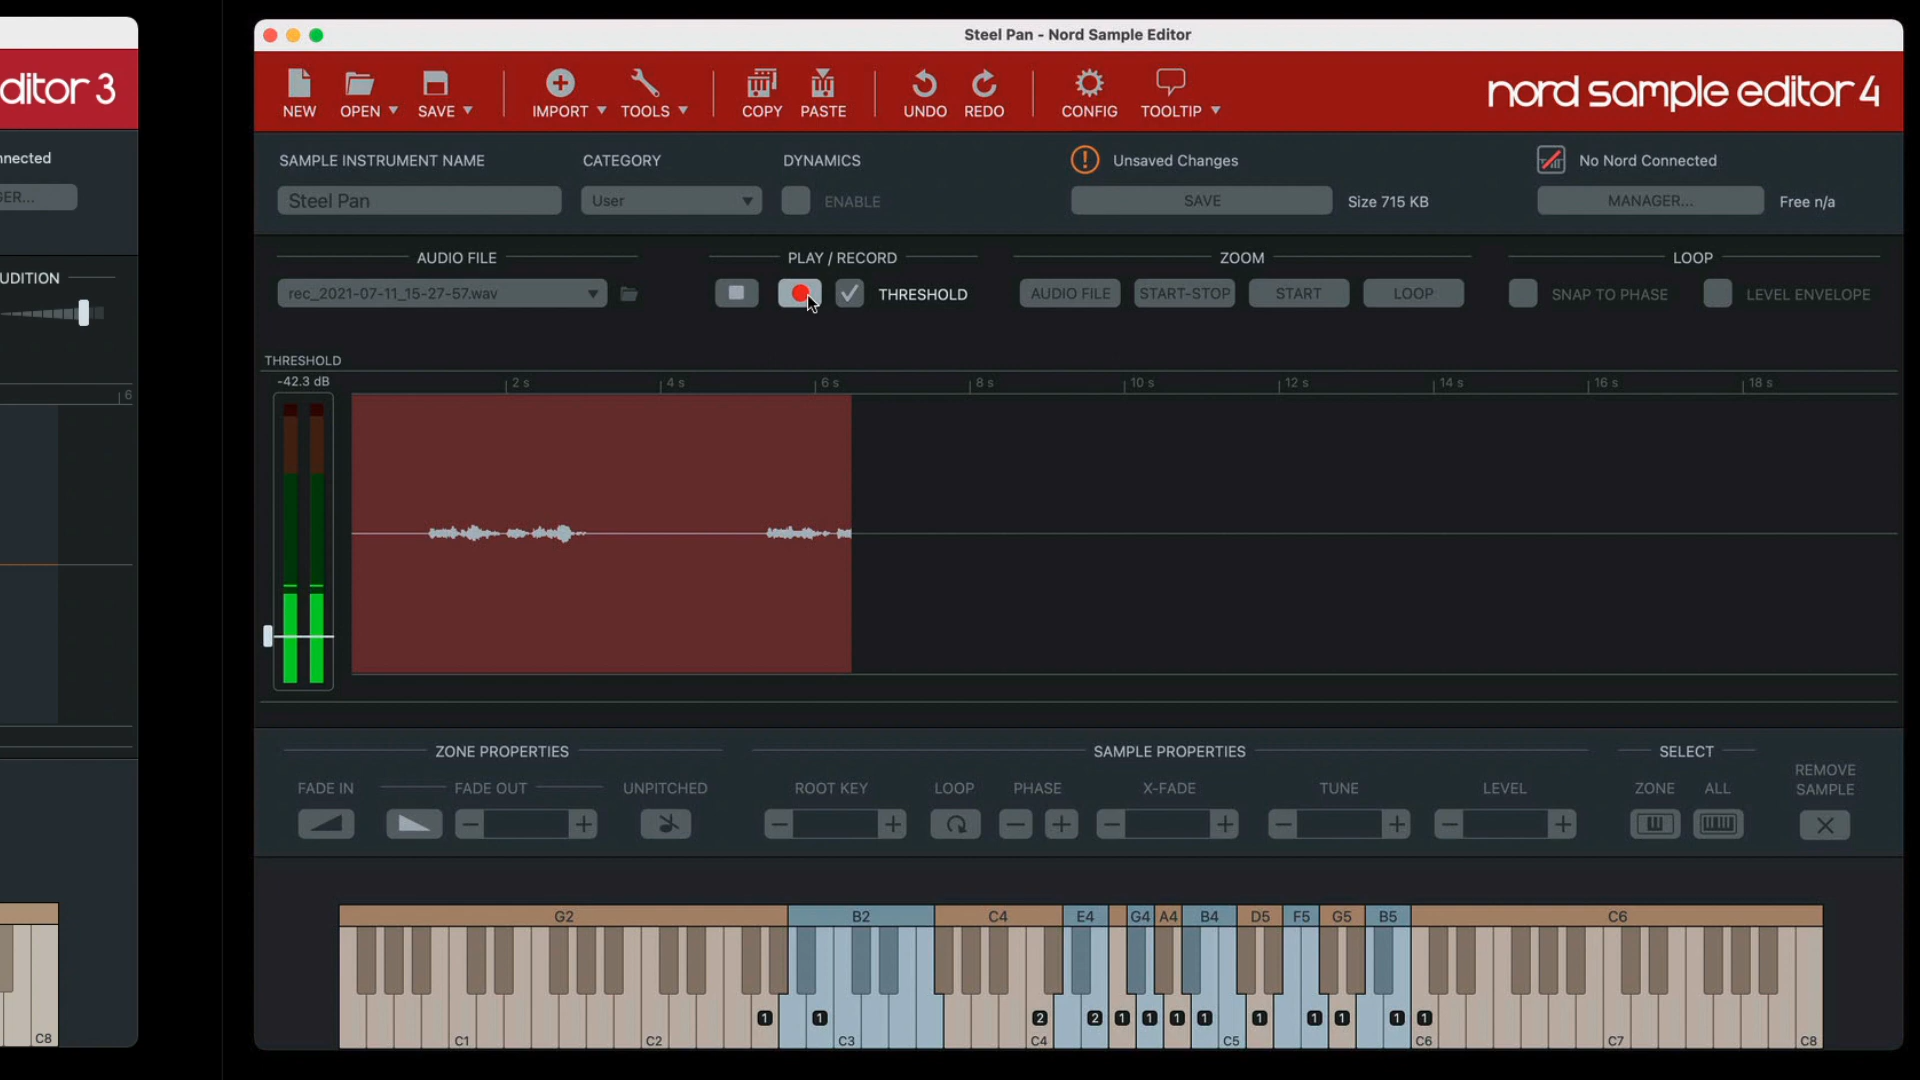 ditor 3
nnected
ER...
UDITION
6
C8
Steel Pan - Nord Sample Editor
NEW
OPEN
SAVE
IMPORT
TOOLS
COPY
PASTE
UNDO
REDO
CONFIG
TOOLTIP
nord sample editor 4
SAMPLE INSTRUMENT NAME
CATEGORY
DYNAMICS
Unsaved Changes
No Nord Connected
Steel Pan
User
ENABLE
SAVE
Size 715 KB
MANAGER...
Free n/a
AUDIO FILE
PLAY / RECORD
ZOOM
LOOP
rec_2021-07-11_15-27-57.wav
THRESHOLD
AUDIO FILE
START-STOP
START
LOOP
SNAP TO PHASE
LEVEL ENVELOPE
THRESHOLD
-42.3 dB
2 s
4 s
6 s
8 s
10 s
12 s
14 s
16 s
18 s
ZONE PROPERTIES
SAMPLE PROPERTIES
SELECT
FADE IN
FADE OUT
UNPITCHED
ROOT KEY
LOOP
PHASE
X-FADE
TUNE
LEVEL
ZONE
ALL
REMOVE
SAMPLE
G2
B2
C4
E4
G4
A4
B4
D5
F5
G5
B5
C6
1
1
2
2
1
1
1
1
1
1
1
1
1
C1
C2
C3
C4
C5
C6
C7
C8